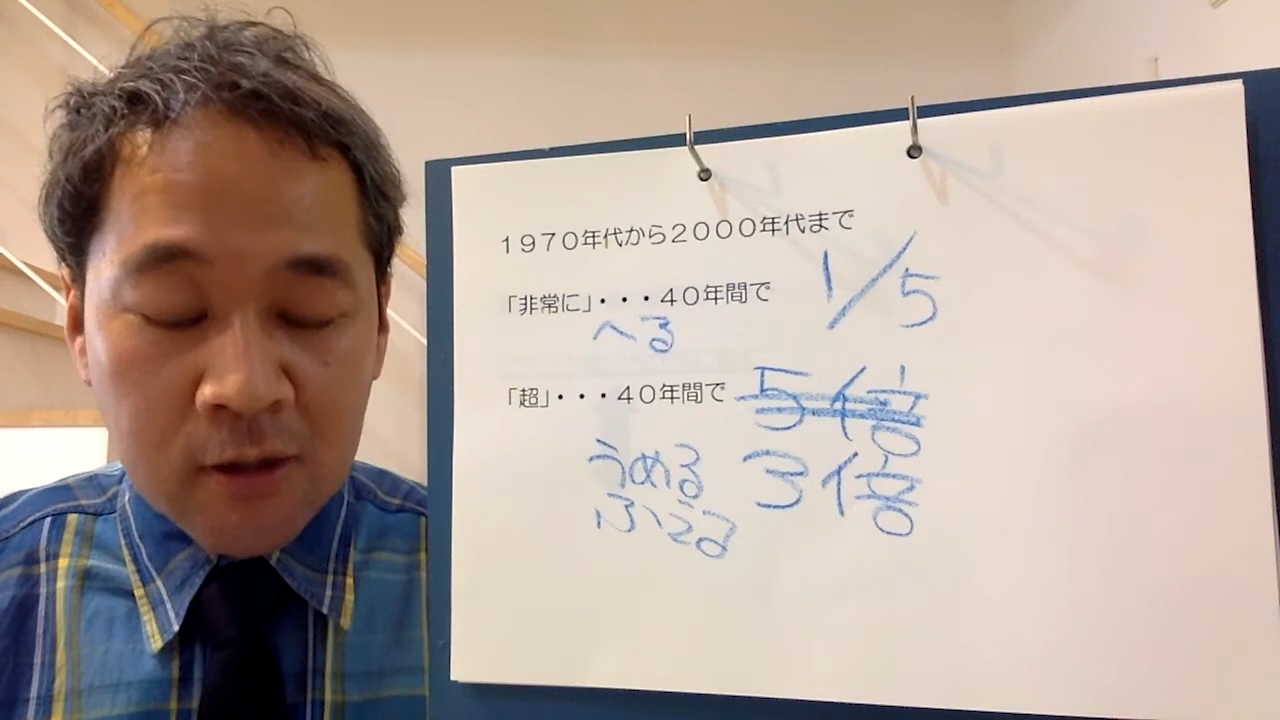 １９７０年代から２０００年代まで
「非常に」・・・４０年間で 1/5
へる
「超」・・・４０年間で 5倍
うめる 3倍
ふえる